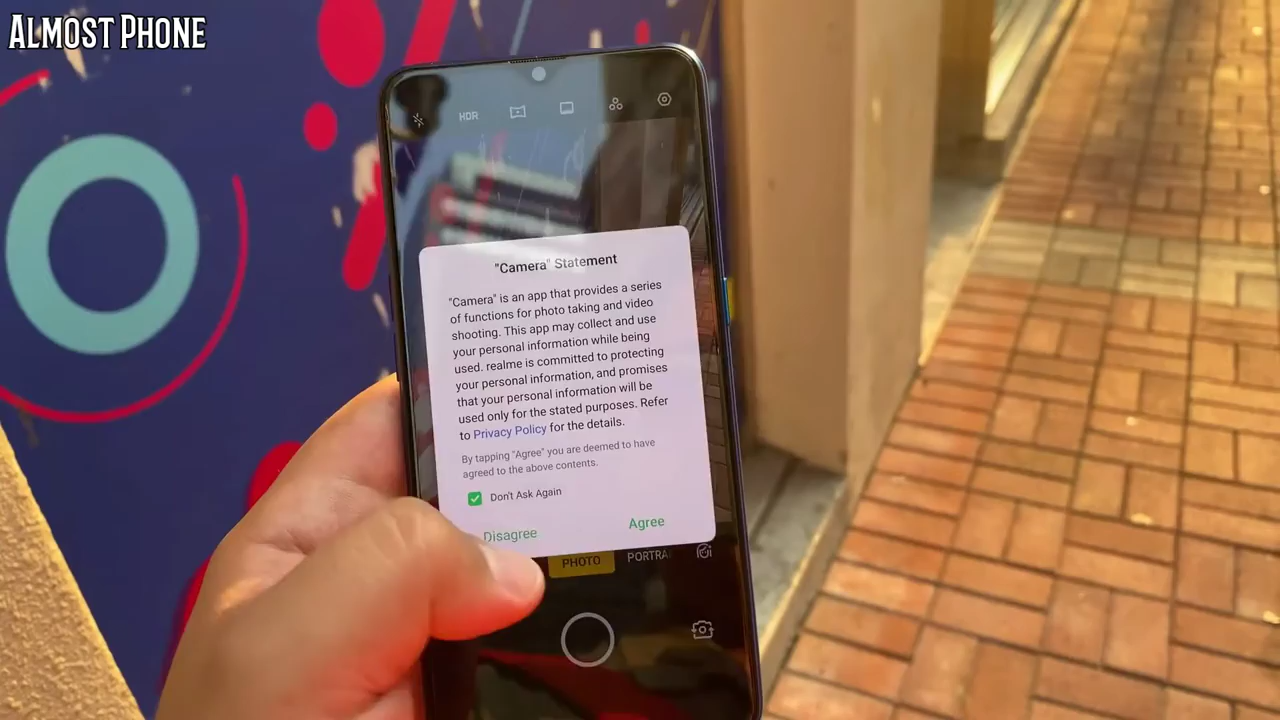 ALMOST PHONE
HDR
"Camera" Statement
"Camera" is an app that provides a series
of functions for photo taking and video
shooting. This app may collect and use
your personal information while being
used. realme is committed to protecting
your personal information, and promises
that your personal information will be
used only for the stated purposes. Refer
to Privacy Policy for the details.
By tapping "Agree" you are deemed to have
agreed to the above contents.
Don't Ask Again
Disagree Agree
PHOTO PORTRA